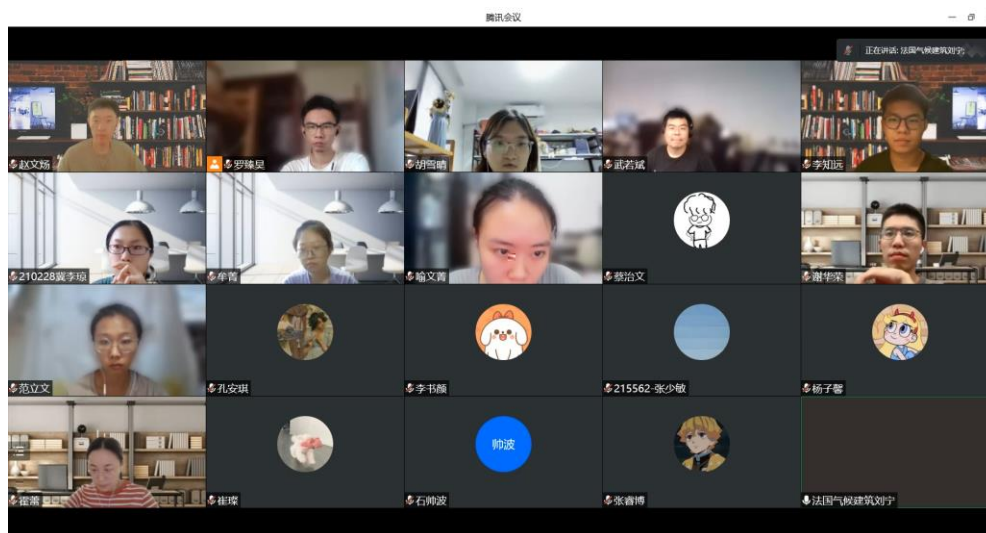 腾讯会议
正在讲话: 法国气候建筑刘宁;
赵文炀
罗臻旻
胡雪晴
武若斌
李知远
210228冀李琼
牟菁
喻文菁
蔡治文
谢华荣
范立文
孔安琪
李书颜
215562-张少敏
杨子馨
霍蕾
崔璨
帅波
石帅波
张睿博
法国气候建筑刘宁